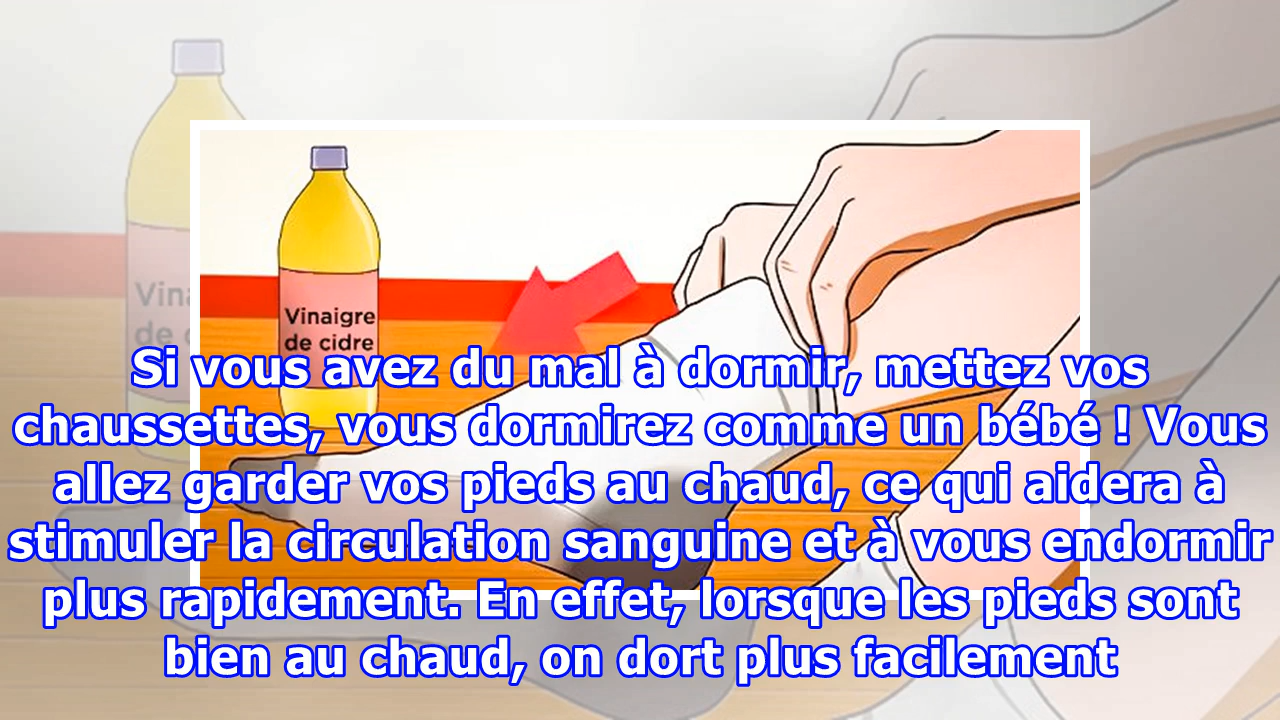 Vinaigre
de cidre
Si vous avez du mal à dormir, mettez vos
chaussettes, vous dormirez comme un bébé ! Vous
allez garder vos pieds au chaud, ce qui aidera à
stimuler la circulation sanguine et à vous endormir
plus rapidement. En effet, lorsque les pieds sont
bien au chaud, on dort plus facilement